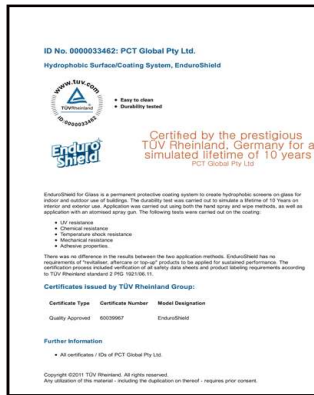 ID No. 0000033462: PCT Global Pty Ltd.
Hydrophobic Surface/Coating System, EnduroShield
www.tuv.com
TÜVRheinland
ID:0000033462
• Easy to clean
• Durability tested
Enduro
Shield
Certified by the prestigious
TÜV Rheinland, Germany for a
simulated lifetime of 10 years
PCT Global Pty Ltd
EnduroShield for Glass is a permanent protective coating system to create hydrophobic screens on glass for
indoor and outdoor use of buildings. The durability test was carried out to simulate a lifetime of 10 Years on
interior and exterior use. Application was carried out using both the hand spray and wipe methods, as well as
application with an atomised spray gun. The following tests were carried out on the coating:
• UV resistance
• Chemical resistance
• Temperature shock resistance
• Mechanical resistance
• Adhesive properties.
There was no difference in the results between the two application methods. EnduroShield has no
requirements of "revitaliser, aftercare or top-up" products to be applied for sustained performance. The
certification process included verification of all safety data sheets and product labeling requirements according
to TÜV Rheinland standard 2 PfG 1921/06.11.
Certificates issued by TÜV Rheinland Group:
Certificate Type Certificate Number Model Designation
Quality Approved 60039967 EnduroShield
Further Information
• All certificates / IDs of PCT Global Pty Ltd.
Copyright ©2011 TÜV Rheinland. All rights reserved.
Any utilization of this material - including the duplication on thereof - requires prior consent.